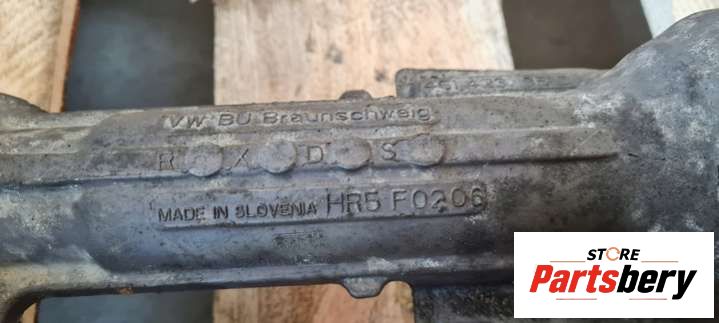 VW BU Braunschweig
R X D S
MADE IN SLOVENIA HR5 F0206
STORE
Partsbery